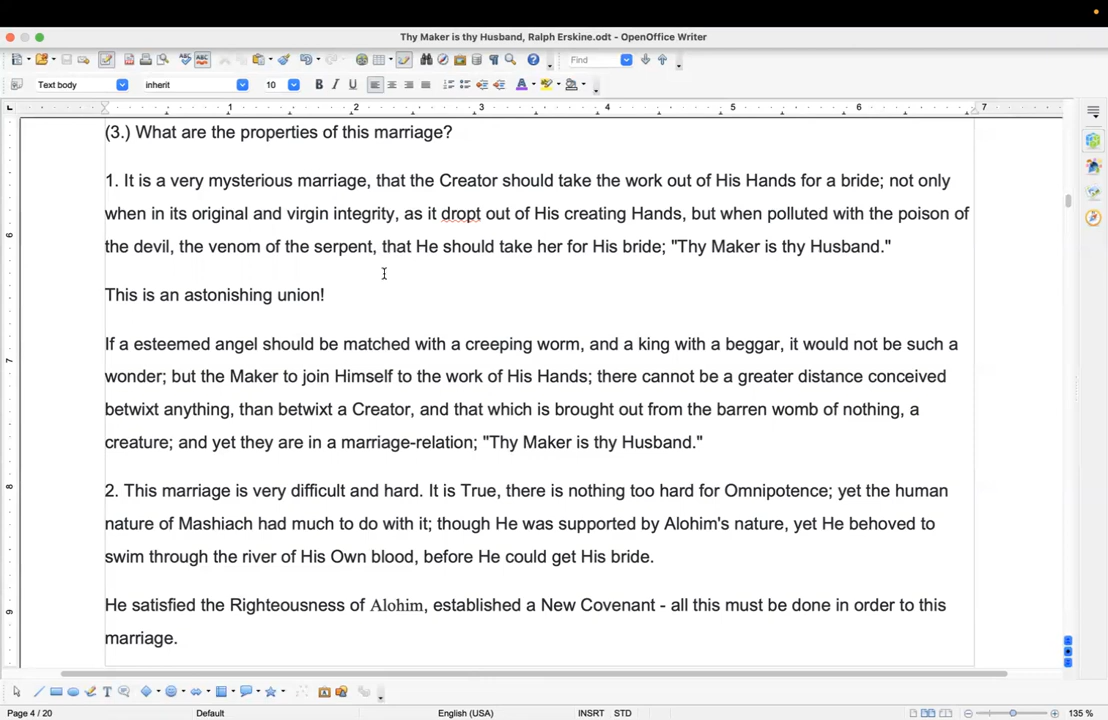 Thy Maker is thy Husband, Ralph Erskine.odt - OpenOffice Writer
Find
Text body
inherit
10
B I U
1 2 3 4 5 6 7
(3.) What are the properties of this marriage?
1. It is a very mysterious marriage, that the Creator should take the work out of His Hands for a bride; not only
when in its original and virgin integrity, as it dropt out of His creating Hands, but when polluted with the poison of
6
the devil, the venom of the serpent, that He should take her for His bride; "Thy Maker is thy Husband."
This is an astonishing union!
If a esteemed angel should be matched with a creeping worm, and a king with a beggar, it would not be such a
7
wonder; but the Maker to join Himself to the work of His Hands; there cannot be a greater distance conceived
betwixt anything, than betwixt a Creator, and that which is brought out from the barren womb of nothing, a
creature; and yet they are in a marriage-relation; "Thy Maker is thy Husband."
8
2. This marriage is very difficult and hard. It is True, there is nothing too hard for Omnipotence; yet the human
nature of Mashiach had much to do with it; though He was supported by Alohim's nature, yet He behoved to
swim through the river of His Own blood, before He could get His bride.
9
He satisfied the Righteousness of Alohim, established a New Covenant - all this must be done in order to this
marriage.
Page 4 / 20
Default
English (USA)
INSRT
STD
135 %